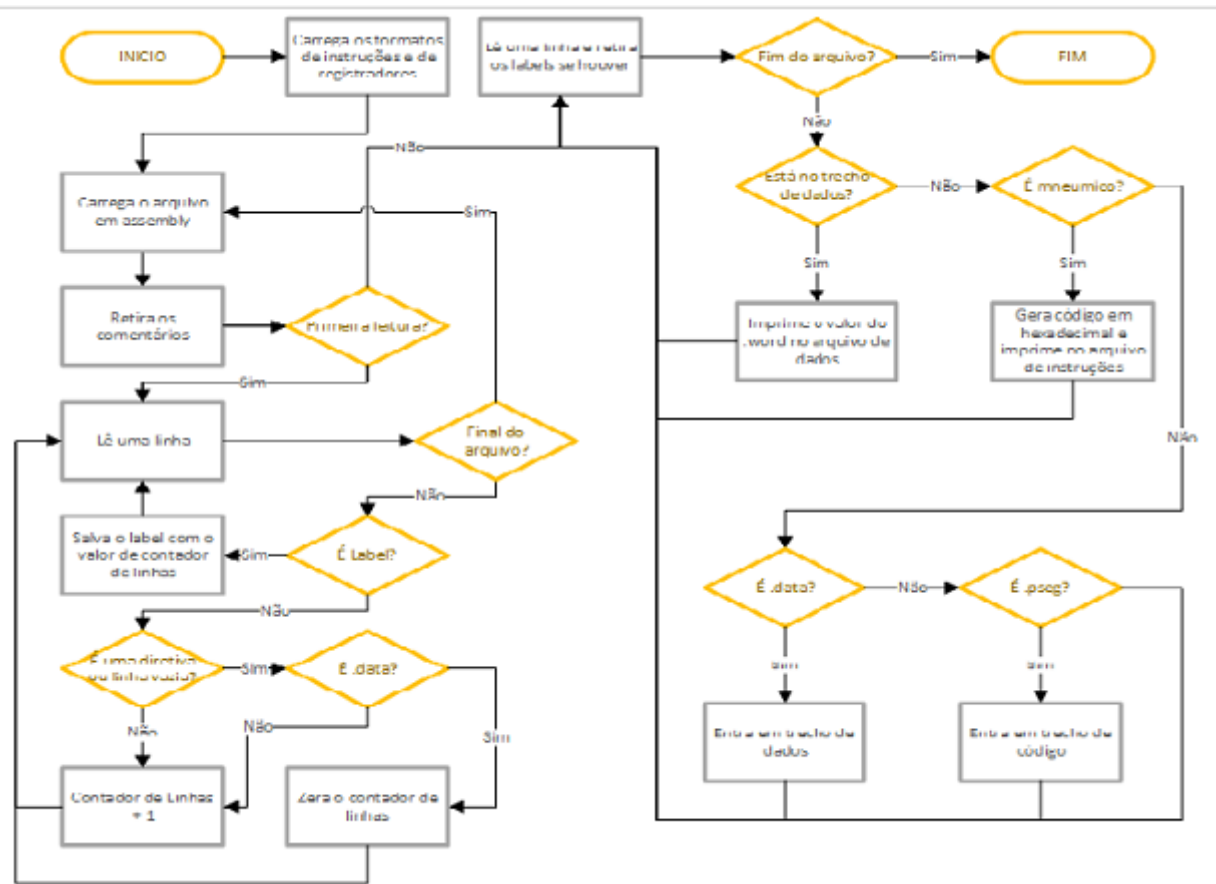 INICIO
Carrega os formatos
de instruções e de
registradores
Carrega o arquivo
em assembly
Retira os
comentários
Primeira leitura?
Não
Sim
Lê uma linha
Final do
arquivo?
Sim
Não
É Label?
Sim
Salva o label com o
valor de contador
de linhas
Não
É uma diretiva
ou linha vazia?
Sim
É .data?
Não
Não
Sim
Contador de Linhas
+ 1
Zera o contador de
linhas
Lê uma linha e retira
os labels se houver
Fim do arquivo?
Sim
FIM
Não
Está no trecho
de dados?
Não
É mneumico?
Sim
Sim
Não
Imprime o valor do
.word no arquivo de
dados
Gera código em
hexadecimal e
imprime no arquivo
de instruções
É .data?
Não
É .pseg?
Sim
Sim
Entra em trecho de
dados
Entra em trecho de
código